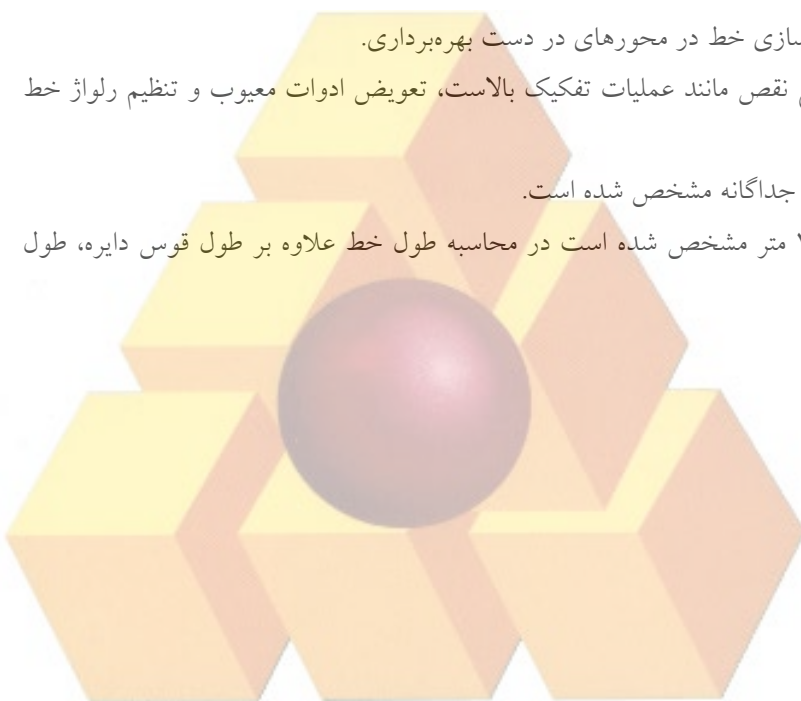 سازی خط در محورهای در دست بهره‌برداری.
نقص مانند عملیات تفکیک بالاست، تعویض ادوات معیوب و تنظیم رلواژ خط
جداگانه مشخص شده است.
متر مشخص شده است در محاسبه طول خط علاوه بر طول قوس دایره، طول